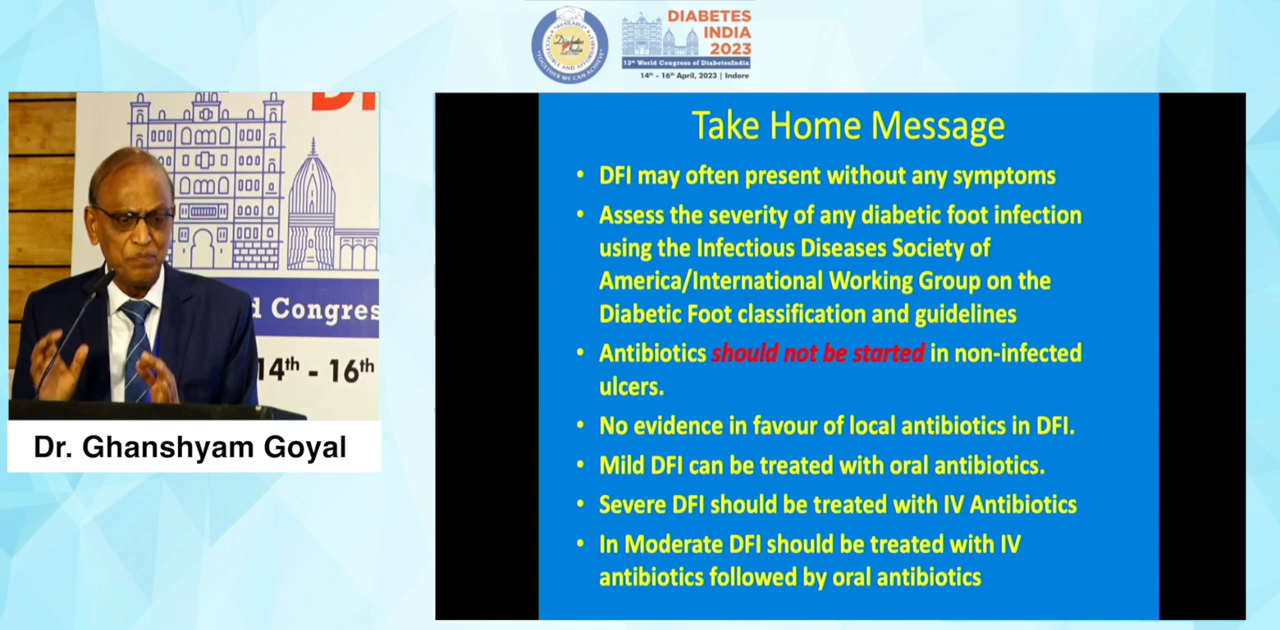 DIABETES
INDIA
2023
13th World Congress of DiabetesIndia
14th - 16th April, 2023 | Indore
d Congres
14th - 16th
Dr. Ghanshyam Goyal
Take Home Message
• DFI may often present without any symptoms
• Assess the severity of any diabetic foot infection
using the Infectious Diseases Society of
America/International Working Group on the
Diabetic Foot classification and guidelines
• Antibiotics should not be started in non-infected
ulcers.
• No evidence in favour of local antibiotics in DFI.
• Mild DFI can be treated with oral antibiotics.
• Severe DFI should be treated with IV Antibiotics
• In Moderate DFI should be treated with IV
antibiotics followed by oral antibiotics